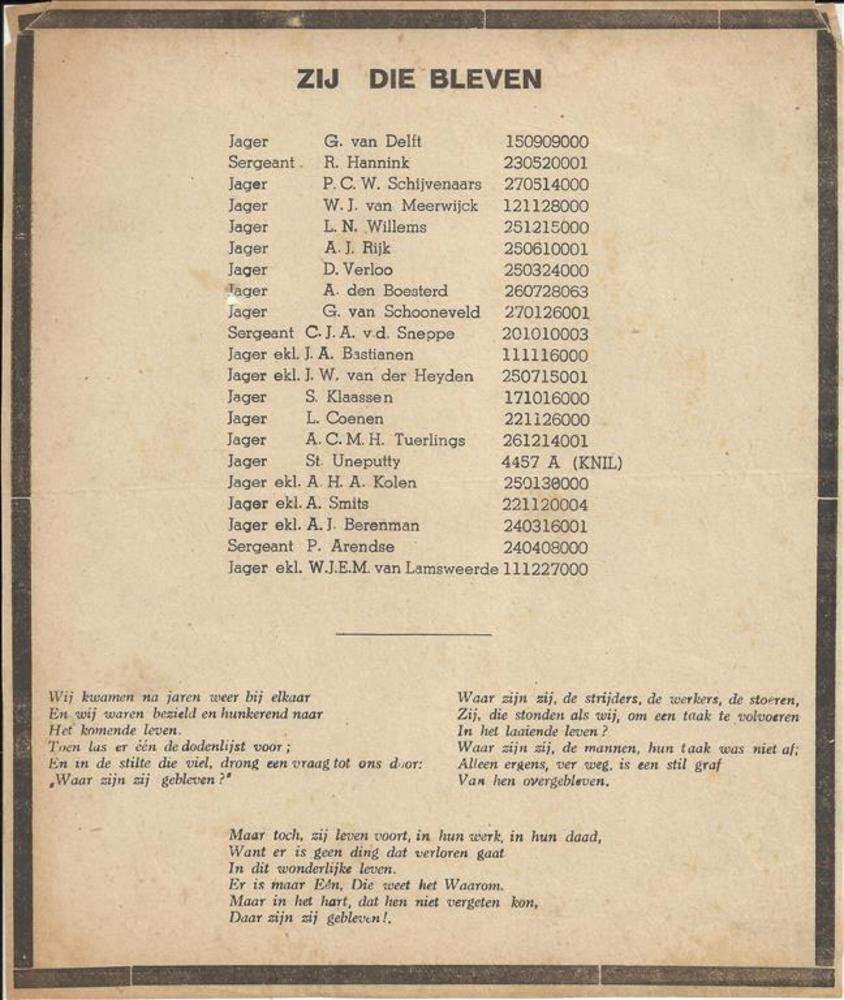 ZIJ DIE BLEVEN
Jager G. van Delft 150909000
Sergeant R. Hannink 230520001
Jager P. C. W. Schijvenaars 270514000
Jager W. J. van Meerwijck 121128000
Jager L. N. Willems 251215000
Jager A. J. Rijk 250610001
Jager D. Verloo 250324000
Jager A. den Boesterd 260728063
Jager G. van Schooneveld 270126001
Sergeant C. J. A. v.d. Sneppe 201010003
Jager ekl. J. A. Bastianen 111116000
Jager ekl. J. W. van der Heyden 250715001
Jager S. Klaassen 171016000
Jager L. Coenen 221126000
Jager A. C. M. H. Tuerlings 261214001
Jager St. Uneputty 4457 A (KNIL)
Jager ekl. A. H. A. Kolen 250130000
Jager ekl. A. Smits 221120004
Jager ekl. A. J. Berenman 240316001
Sergeant P. Arendse 240408000
Jager ekl. W.J.E.M. van Lamsweerde 111227000
Wij kwamen na jaren weer bij elkaar
En wij waren bezield en hunkerend naar
Het komende leven.
Toen las er één de dodenlijst voor;
En in de stilte die viel, drong een vraag tot ons door:
„Waar zijn zij gebleven?"
Waar zijn zij, de strijders, de werkers, de stoeren,
Zij, die stonden als wij, om een taak te volvoeren
In het laaiende leven?
Waar zijn zij, de mannen, hun taak was niet af;
Alleen ergens, ver weg, is een stil graf
Van hen overgebleven.
Maar toch, zij leven voort, in hun werk, in hun daad,
Want er is geen ding dat verloren gaat
In dit wonderlijke leven.
Er is maar Eén, Die weet het Waarom.
Maar in het hart, dat hen niet vergeten kon,
Daar zijn zij gebleven!.